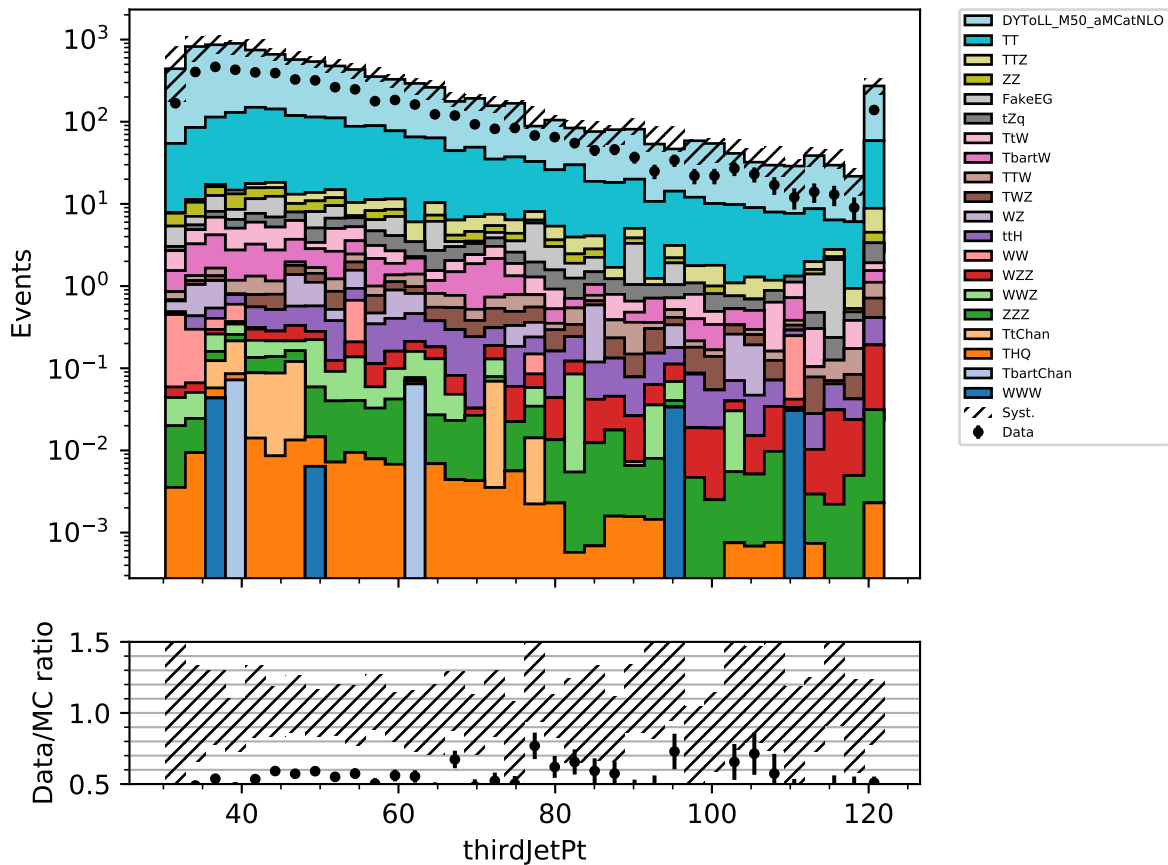 10³
10²
10¹
10⁰
10⁻¹
10⁻²
10⁻³
Events
DYToLL_M50_aMCatNLO
TT
TTZ
ZZ
FakeEG
tZq
TtW
TbartW
TTW
TWZ
WZ
ttH
WW
WZZ
WWZ
ZZZ
TtChan
THQ
TbartChan
WWW
Syst.
Data
1.5
1.0
0.5
Data/MC ratio
40 60 80 100 120
thirdJetPt